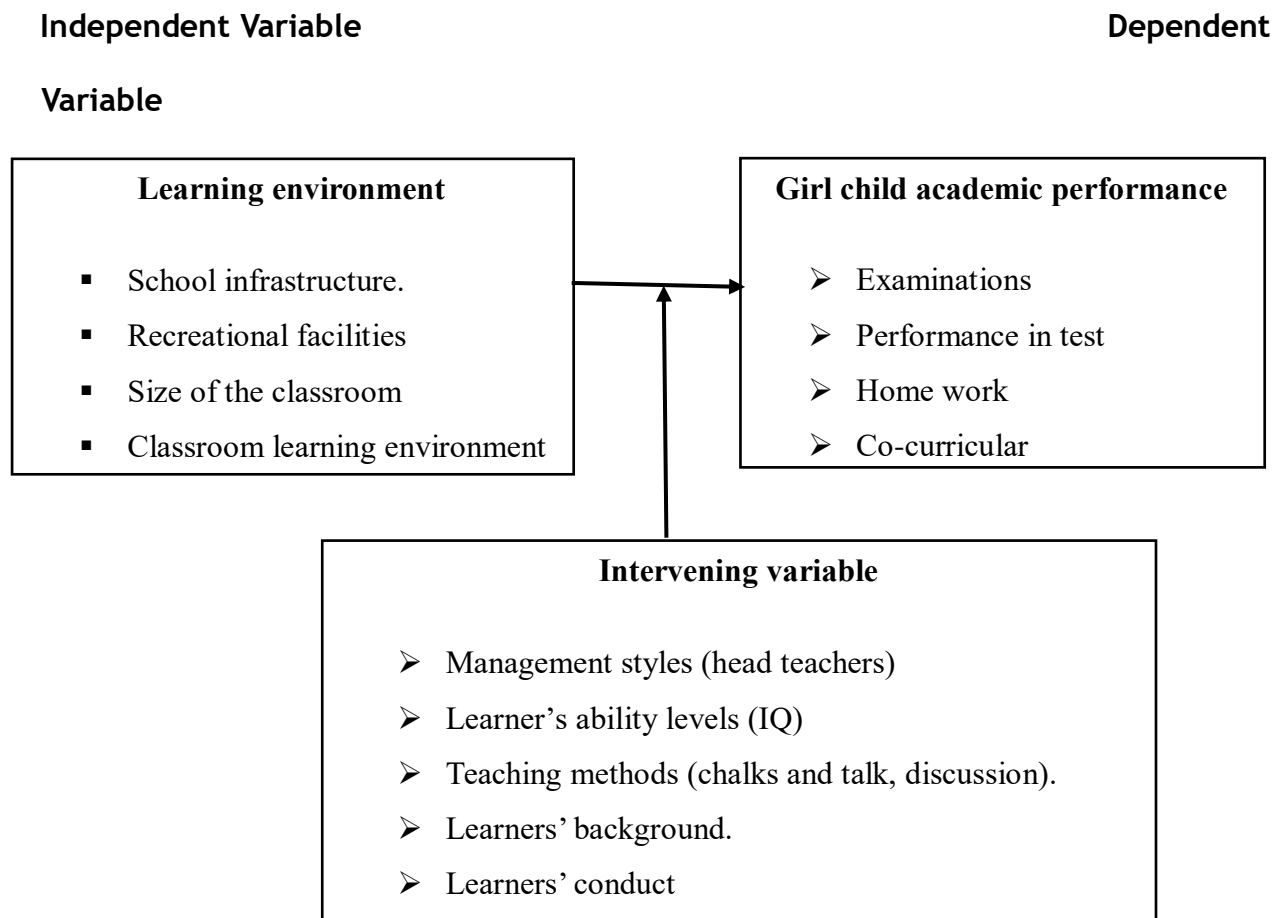 Independent Variable Dependent
Variable
Learning environment
▪ School infrastructure.
▪ Recreational facilities
▪ Size of the classroom
▪ Classroom learning environment
Girl child academic performance
➢ Examinations
➢ Performance in test
➢ Home work
➢ Co-curricular
Intervening variable
➢ Management styles (head teachers)
➢ Learner’s ability levels (IQ)
➢ Teaching methods (chalks and talk, discussion).
➢ Learners’ background.
➢ Learners’ conduct